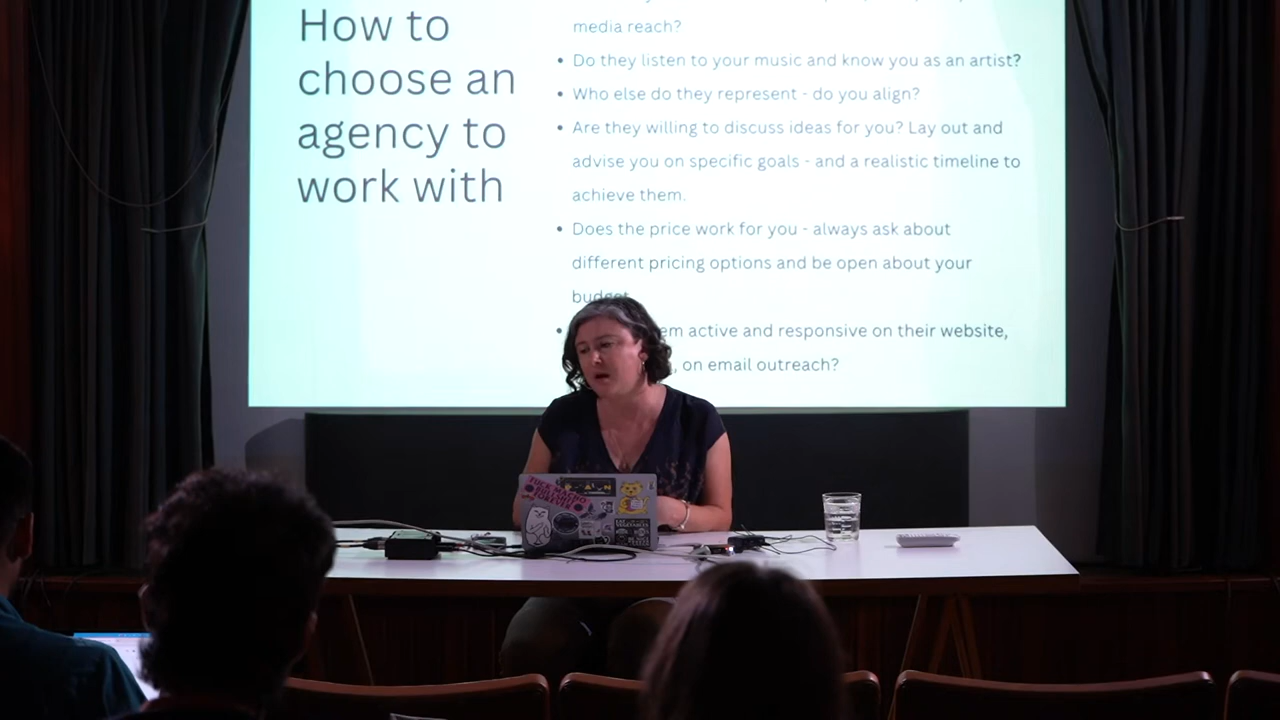 How to
choose an
agency to
work with
media reach?
• Do they listen to your music and know you as an artist?
• Who else do they represent - do you align?
• Are they willing to discuss ideas for you? Lay out and
advise you on specific goals - and a realistic timeline to
achieve them.
• Does the price work for you - always ask about
different pricing options and be open about your
budget.
active and responsive on their website,
, on email outreach?
FOREVER